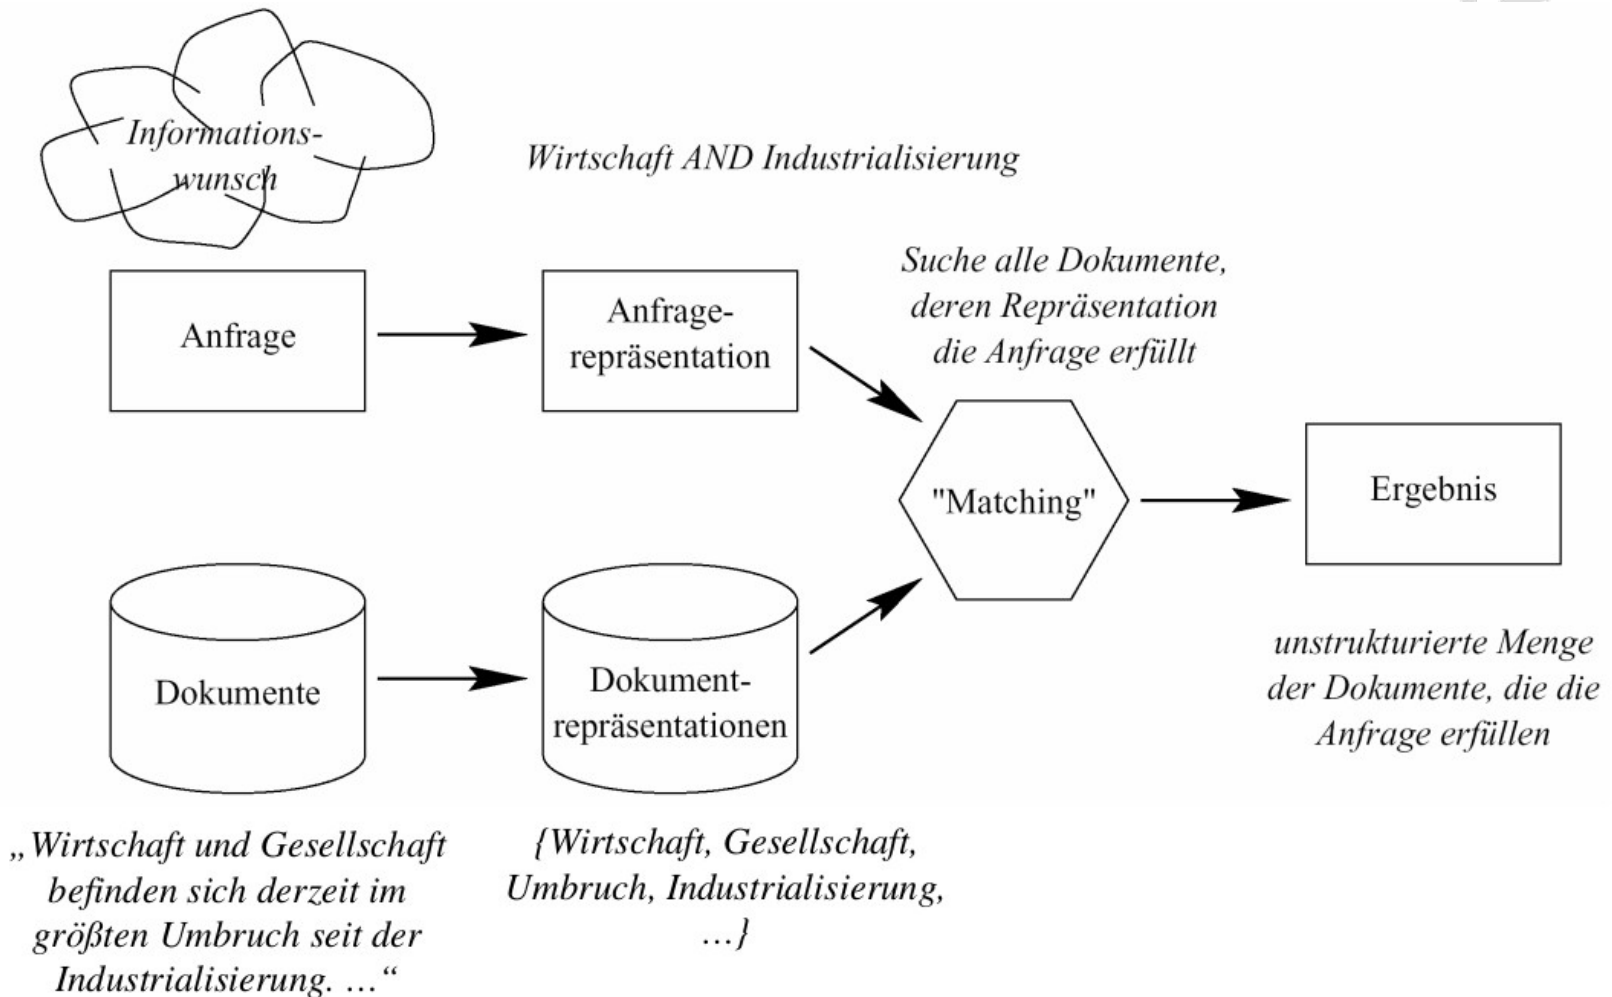 Informations-
wunsch
Wirtschaft AND Industrialisierung
Suche alle Dokumente,
deren Repräsentation
die Anfrage erfüllt
Anfrage
Anfrage-
repräsentation
"Matching"
Ergebnis
Dokumente
Dokument-
repräsentationen
unstrukturierte Menge
der Dokumente, die die
Anfrage erfüllen
„Wirtschaft und Gesellschaft
befinden sich derzeit im
größten Umbruch seit der
Industrialisierung. …“
{Wirtschaft, Gesellschaft,
Umbruch, Industrialisierung,
…}